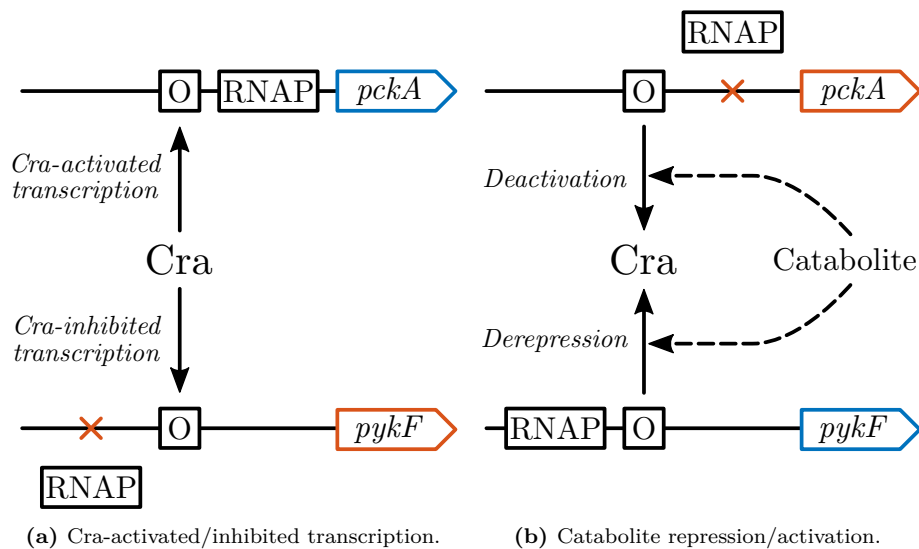 O
RNAP
pckA
Cra-activated
transcription
Cra
Cra-inhibited
transcription
O
pykF
RNAP
(a) Cra-activated/inhibited transcription.
RNAP
O
pckA
Deactivation
Cra
Catabolite
Derepression
RNAP
O
pykF
(b) Catabolite repression/activation.